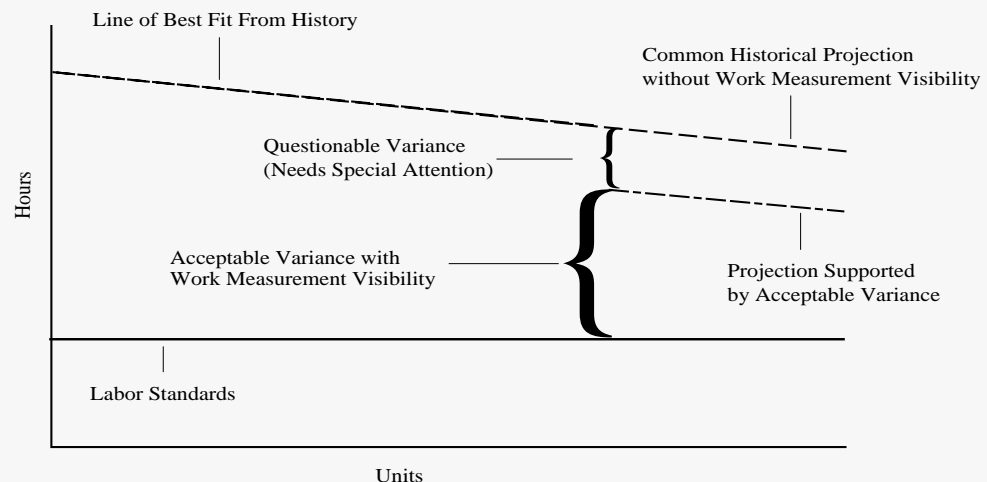 Line of Best Fit From History
Common Historical Projection
without Work Measurement Visibility
Questionable Variance
(Needs Special Attention)
Hours
Acceptable Variance with
Work Measurement Visibility
Projection Supported
by Acceptable Variance
Labor Standards
Units